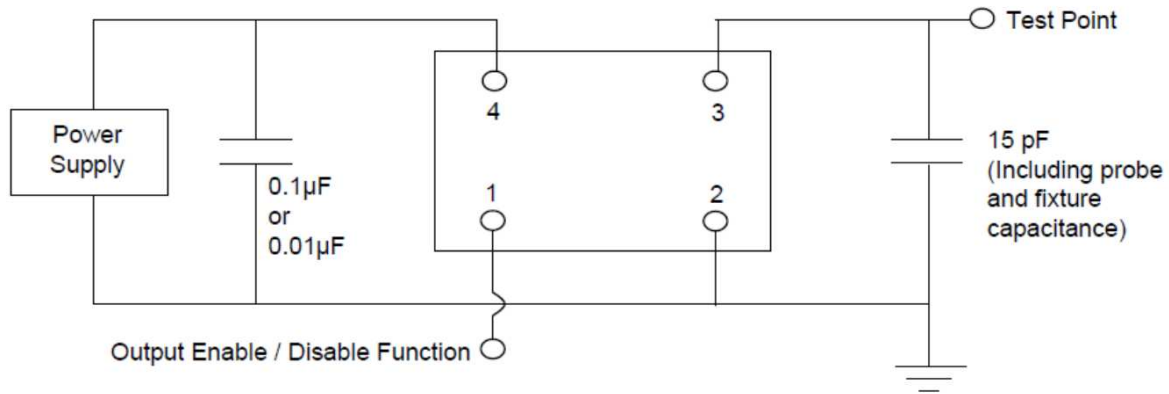 Test Point
4
3
Power
Supply
15 pF
(Including probe
and fixture
capacitance)
0.1µF
or
0.01µF
1
2
Output Enable / Disable Function